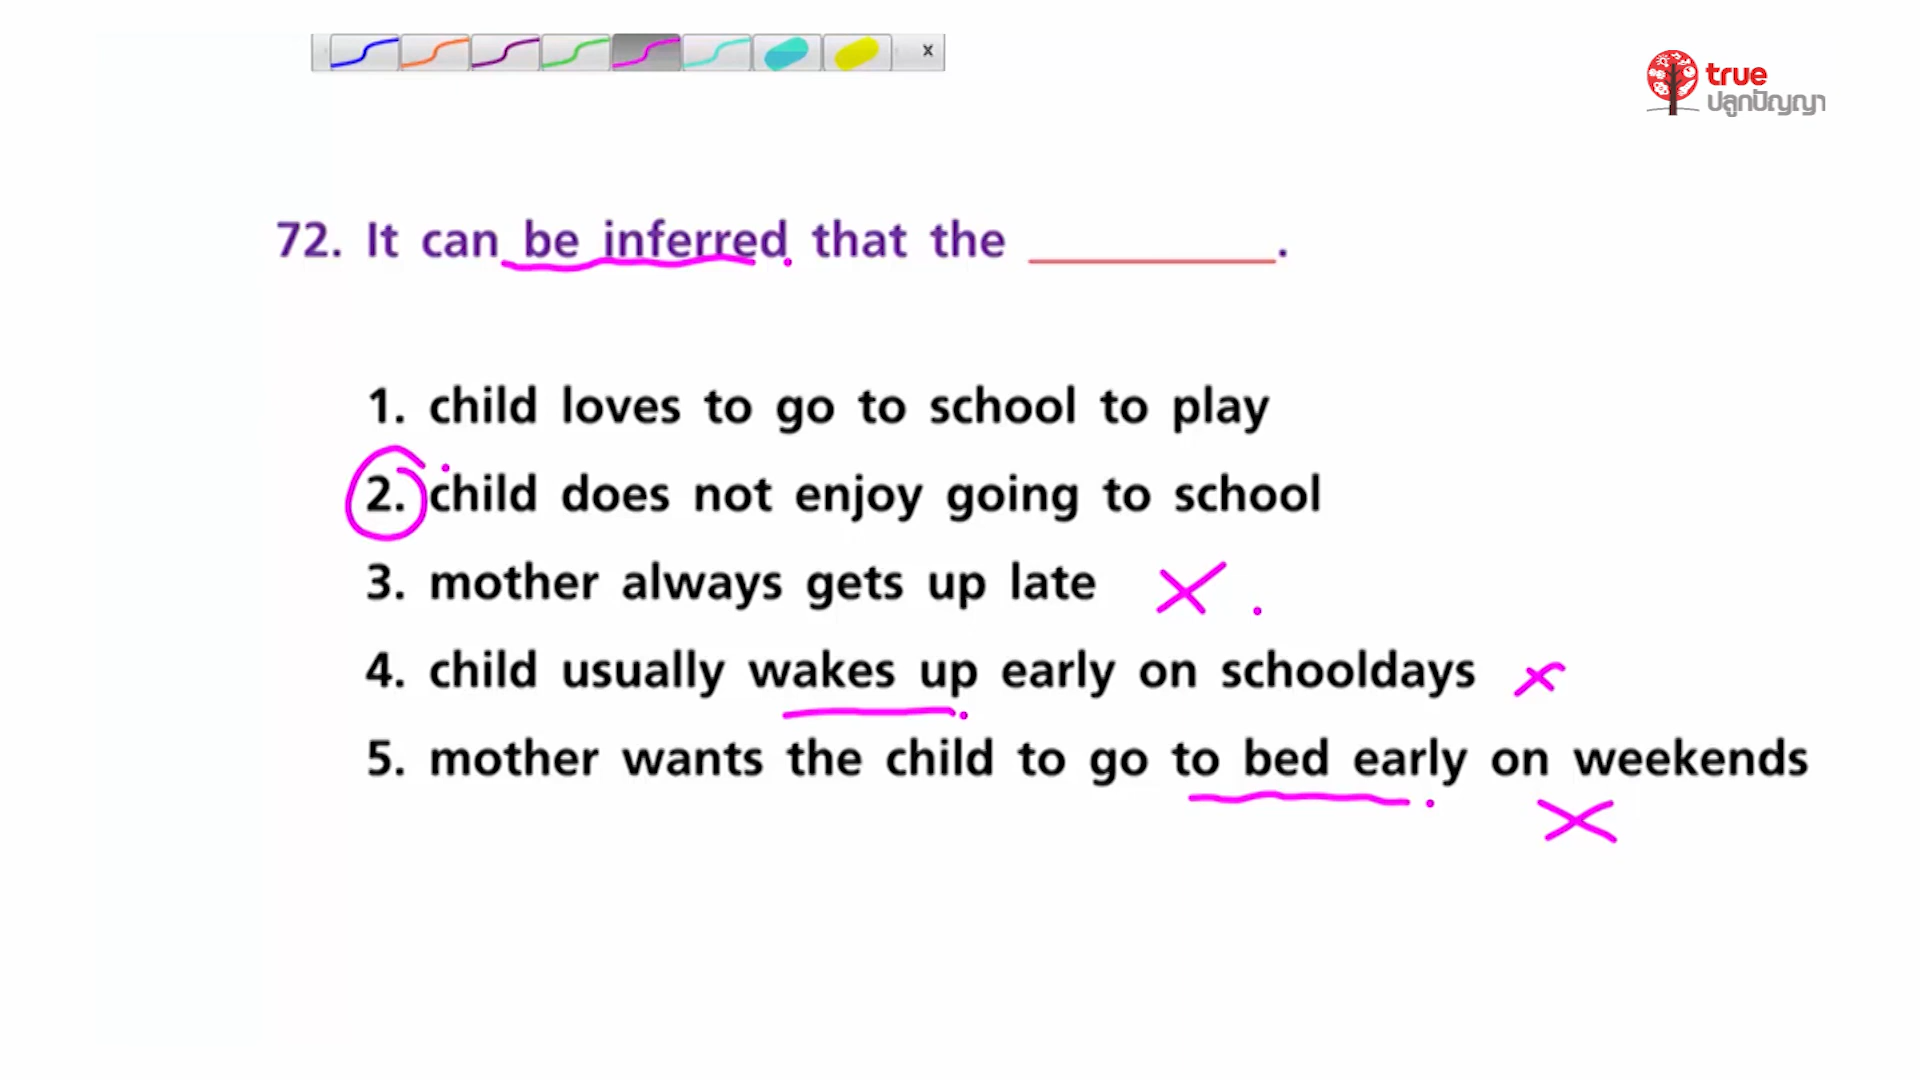 x
true
ปลูกปัญญา
72. It can be inferred that the __________.
1. child loves to go to school to play
2. child does not enjoy going to school
3. mother always gets up late
4. child usually wakes up early on schooldays
5. mother wants the child to go to bed early on weekends